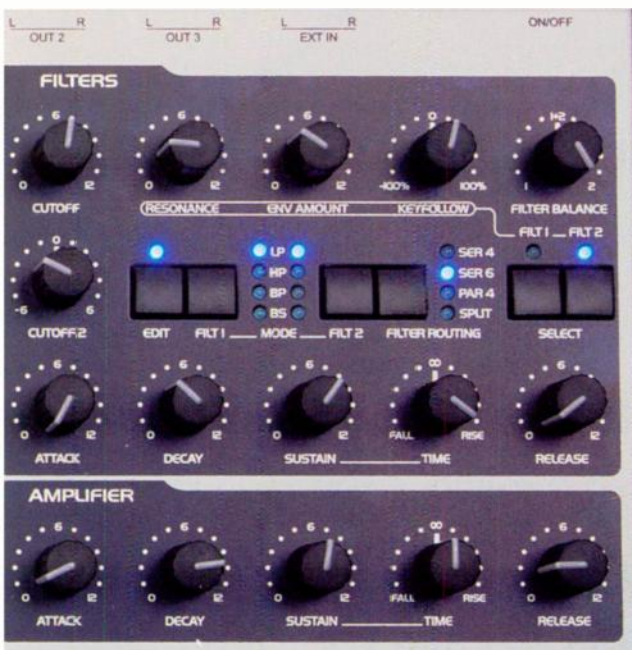 L R L R L R ON/OFF
OUT 2 OUT 3 EXT IN
FILTERS
6 6 6 0 1+2
0 12 0 12 0 12 -100% 100% 1 2
CUTOFF RESONANCE ENV AMOUNT KEYFOLLOW FILTER BALANCE
FILT 1 FILT 2
0 LP SER 4
HP SER 6
-6 6 BP PAR 4
BS SPLIT
CUTOFF 2 EDIT FILT 1 MODE FILT 2 FILTER ROUTING SELECT
6 6 6 ∞ 6
0 12 0 12 0 12 FALL RISE 0 12
ATTACK DECAY SUSTAIN TIME RELEASE
AMPLIFIER
6 6 6 ∞ 6
0 12 0 12 0 12 FALL RISE 0 12
ATTACK DECAY SUSTAIN TIME RELEASE